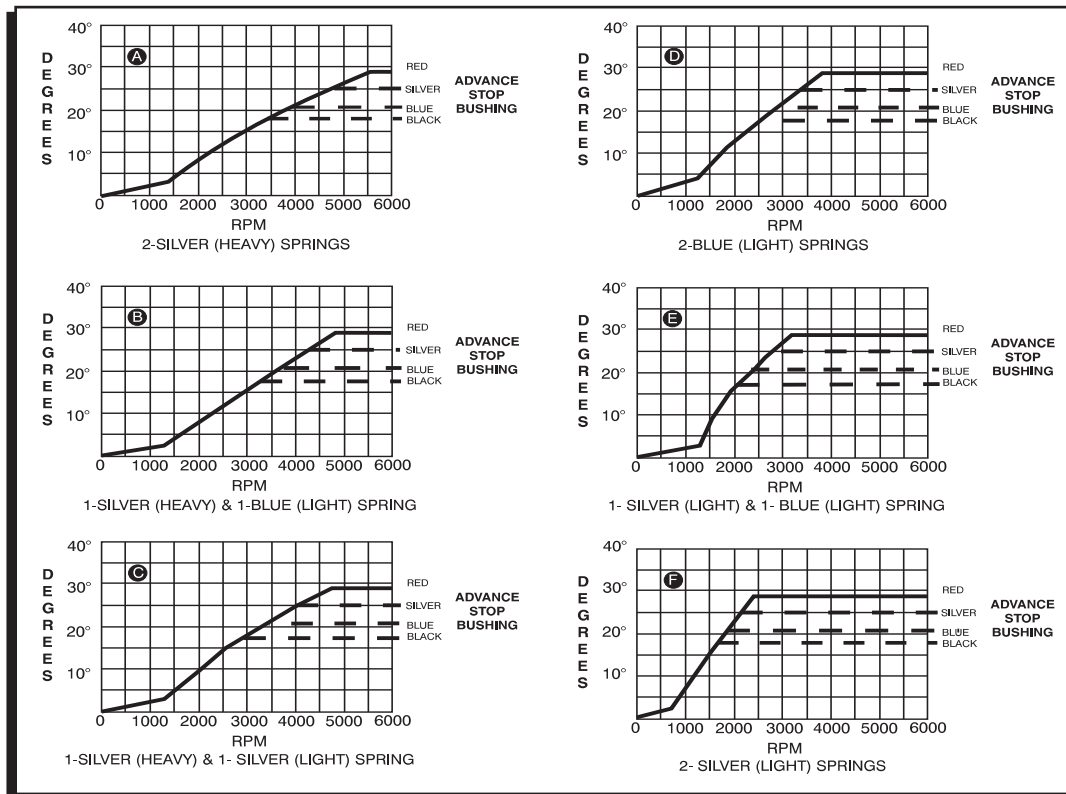 40°
30°
20°
10°
DEGREES
A
RED
SILVER
BLUE
BLACK
ADVANCE
STOP
BUSHING
0 1000 2000 3000 4000 5000 6000
RPM
2-SILVER (HEAVY) SPRINGS
40°
30°
20°
10°
DEGREES
D
RED
SILVER
BLUE
BLACK
ADVANCE
STOP
BUSHING
0 1000 2000 3000 4000 5000 6000
RPM
2-BLUE (LIGHT) SPRINGS
40°
30°
20°
10°
DEGREES
B
RED
SILVER
BLUE
BLACK
ADVANCE
STOP
BUSHING
0 1000 2000 3000 4000 5000 6000
RPM
1-SILVER (HEAVY) & 1-BLUE (LIGHT) SPRING
40°
30°
20°
10°
DEGREES
E
RED
SILVER
BLUE
BLACK
ADVANCE
STOP
BUSHING
0 1000 2000 3000 4000 5000 6000
RPM
1- SILVER (LIGHT) & 1- BLUE (LIGHT) SPRING
40°
30°
20°
10°
DEGREES
C
RED
SILVER
BLUE
BLACK
ADVANCE
STOP
BUSHING
0 1000 2000 3000 4000 5000 6000
RPM
1-SILVER (HEAVY) & 1- SILVER (LIGHT) SPRING
40°
30°
20°
10°
DEGREES
F
RED
SILVER
BLUE
BLACK
ADVANCE
STOP
BUSHING
0 1000 2000 3000 4000 5000 6000
RPM
2- SILVER (LIGHT) SPRINGS